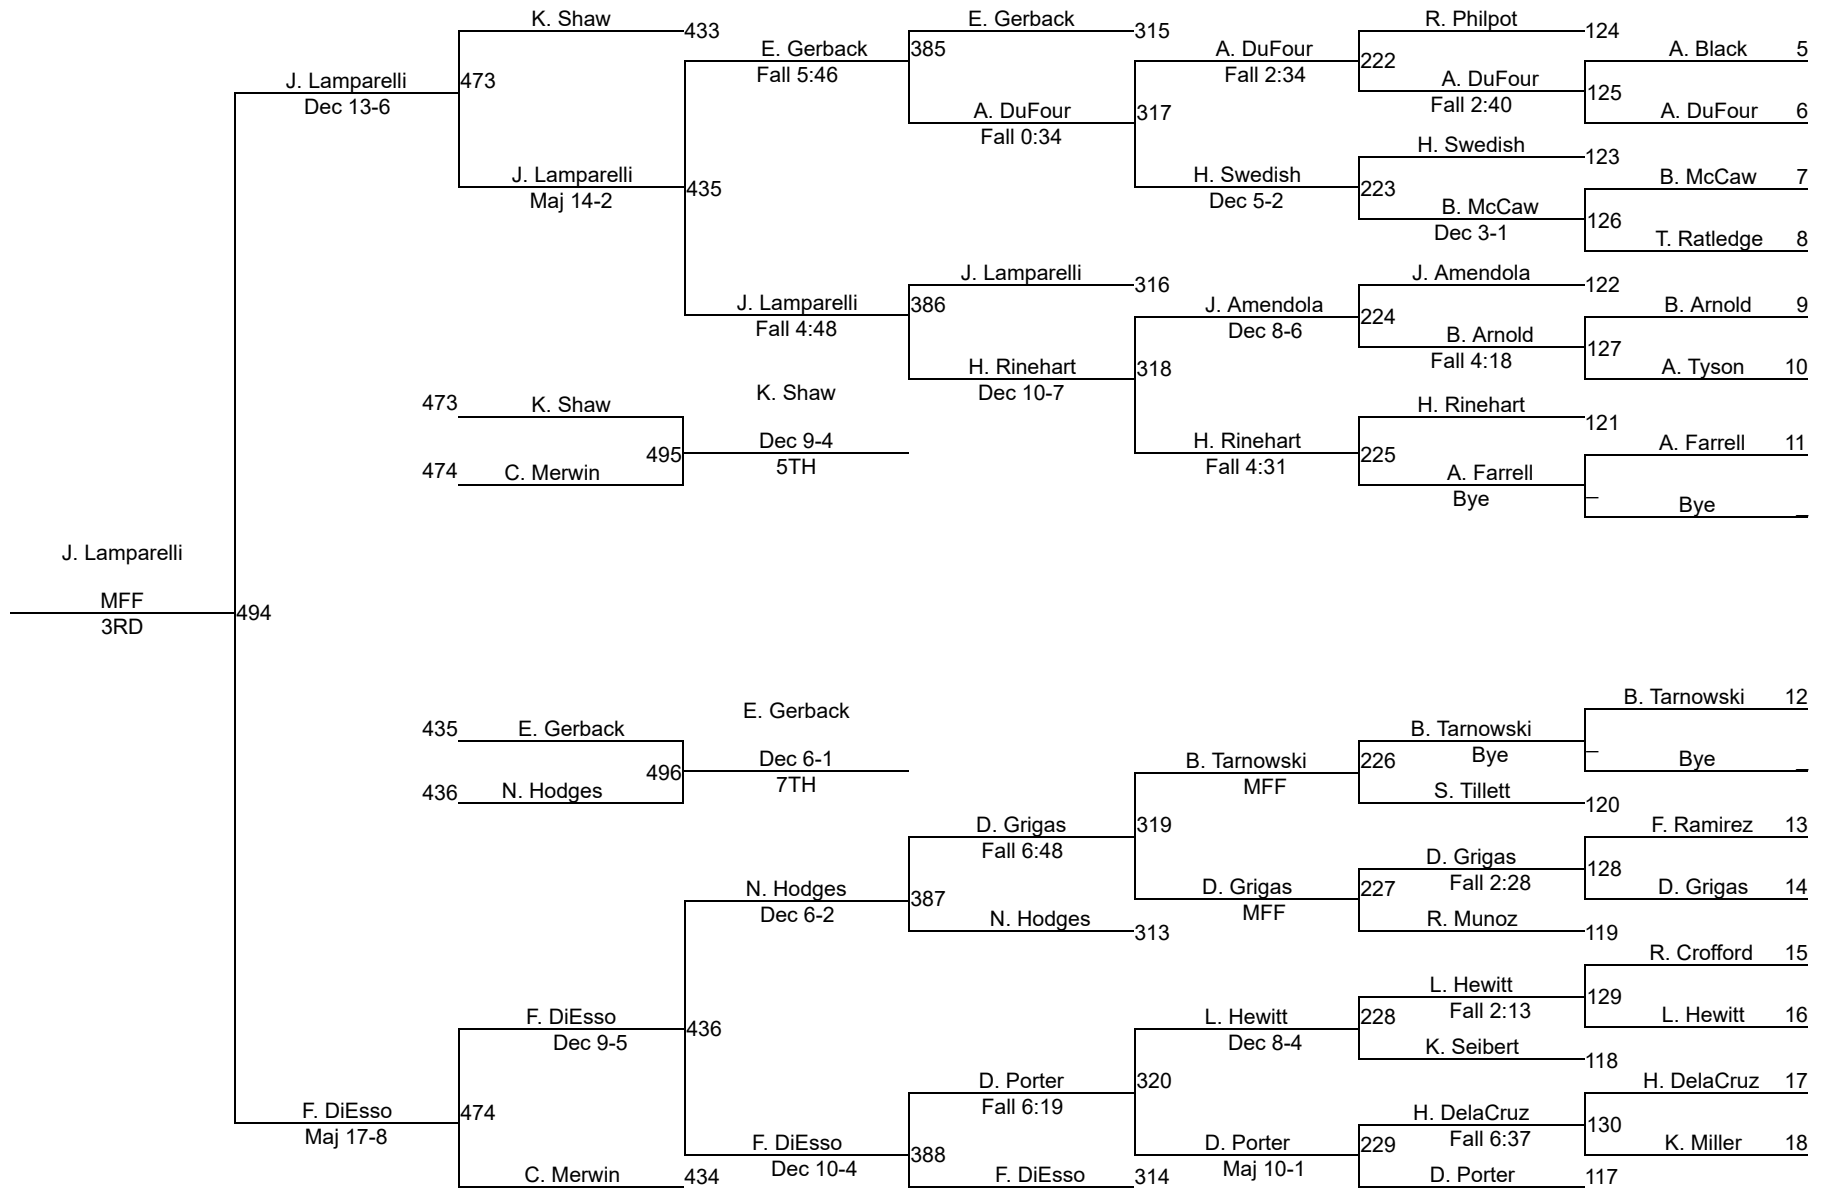 K. Shaw
433
E. Gerback
315
R. Philpot
124
J. Lamparelli
Dec 13-6
473
E. Gerback
Fall 5:46
385
A. DuFour
Fall 2:34
222
A. Black 5
A. DuFour
Fall 2:40
125
A. DuFour 6
A. DuFour
Fall 0:34
317
H. Swedish
123
J. Lamparelli
Maj 14-2
435
H. Swedish
Dec 5-2
223
B. McCaw 7
B. McCaw
Dec 3-1
126
T. Ratledge 8
J. Lamparelli
316
J. Amendola
122
J. Lamparelli
Fall 4:48
386
J. Amendola
Dec 8-6
224
B. Arnold 9
B. Arnold
Fall 4:18
127
A. Tyson 10
H. Rinehart
Dec 10-7
318
473 K. Shaw
K. Shaw
H. Rinehart
121
495
Dec 9-4
5TH
H. Rinehart
Fall 4:31
225
A. Farrell 11
474 C. Merwin
A. Farrell
Bye
_
Bye _
J. Lamparelli
MFF
3RD
494
B. Tarnowski 12
435 E. Gerback
E. Gerback
B. Tarnowski
Bye
_
Bye _
496
Dec 6-1
7TH
B. Tarnowski
MFF
226
436 N. Hodges
S. Tillett
120
D. Grigas
Fall 6:48
319
F. Ramirez 13
D. Grigas
Fall 2:28
128
N. Hodges
Dec 6-2
387
D. Grigas
MFF
227
D. Grigas 14
N. Hodges
313
R. Munoz
119
R. Crofford 15
L. Hewitt
Fall 2:13
129
F. DiEsso
Dec 9-5
436
L. Hewitt
Dec 8-4
228
L. Hewitt 16
K. Seibert
118
D. Porter
Fall 6:19
320
H. DelaCruz 17
F. DiEsso
Maj 17-8
474
H. DelaCruz
Fall 6:37
130
F. DiEsso
Dec 10-4
388
D. Porter
Maj 10-1
229
K. Miller 18
C. Merwin
434
F. DiEsso
314
D. Porter
117